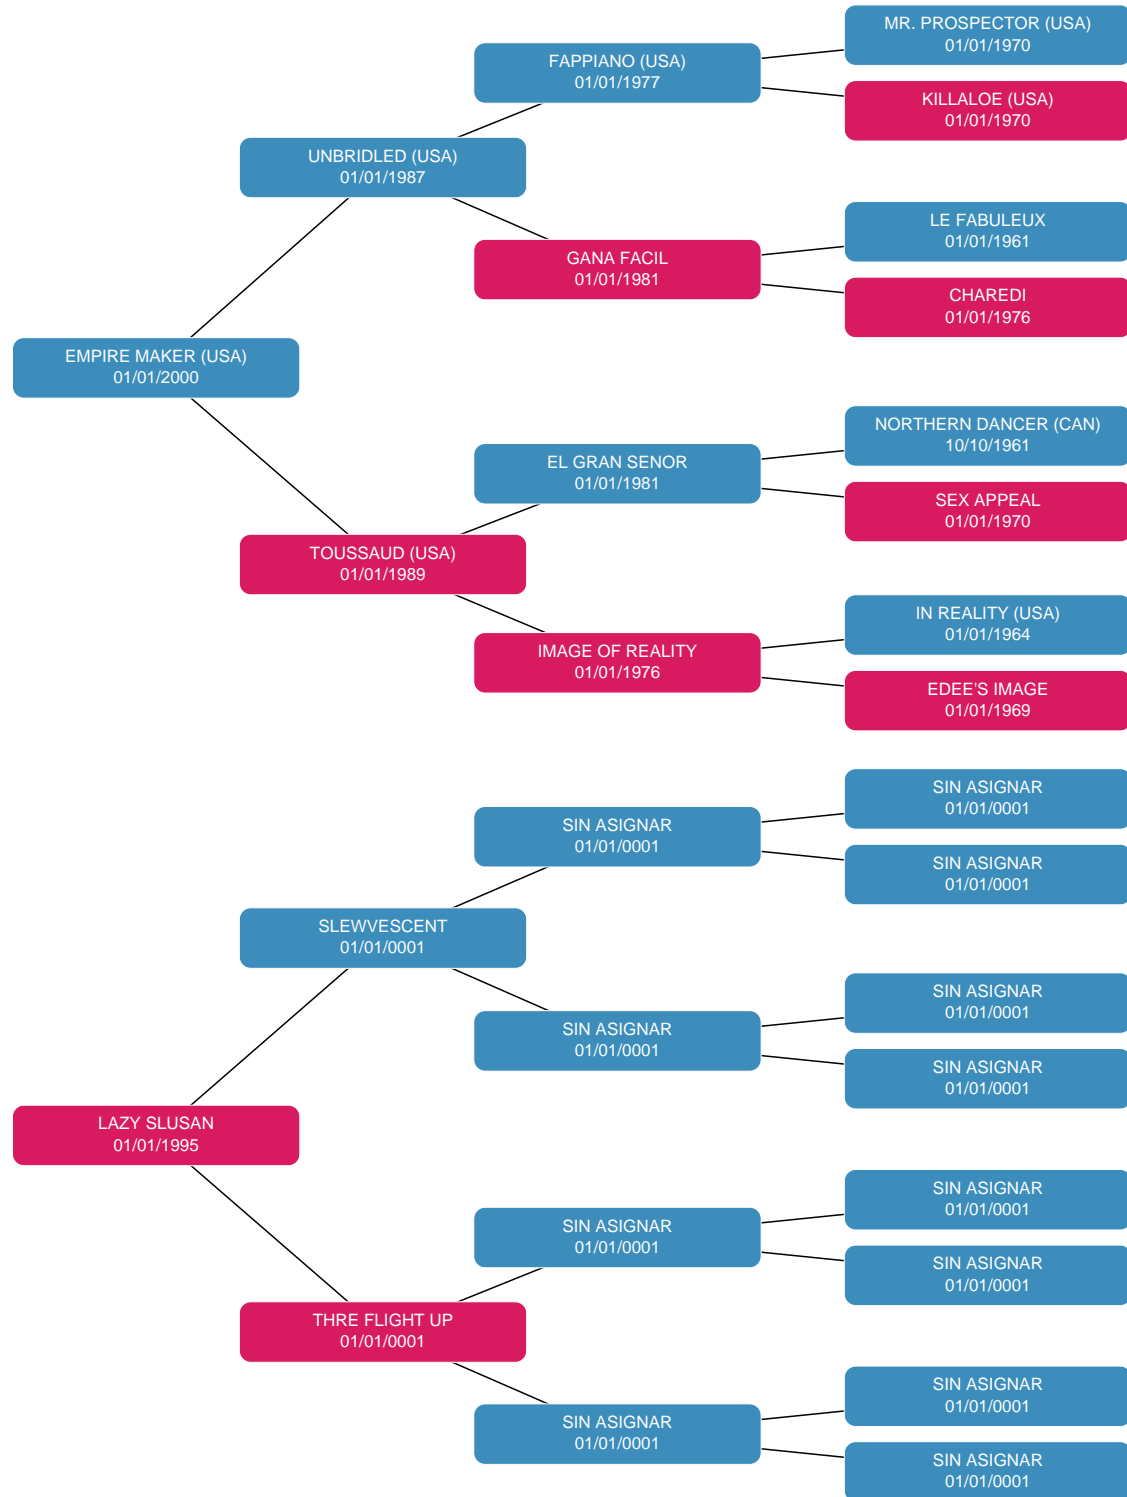 MR. PROSPECTOR (USA)
01/01/1970
FAPPIANO (USA)
01/01/1977
KILLALOE (USA)
01/01/1970
UNBRIDLED (USA)
01/01/1987
LE FABULEUX
01/01/1961
GANA FACIL
01/01/1981
CHAREDI
01/01/1976
EMPIRE MAKER (USA)
01/01/2000
NORTHERN DANCER (CAN)
10/10/1961
EL GRAN SENOR
01/01/1981
SEX APPEAL
01/01/1970
TOUSSAUD (USA)
01/01/1989
IN REALITY (USA)
01/01/1964
IMAGE OF REALITY
01/01/1976
EDEE'S IMAGE
01/01/1969
SIN ASIGNAR
01/01/0001
SIN ASIGNAR
01/01/0001
SIN ASIGNAR
01/01/0001
SLEWVESCENT
01/01/0001
SIN ASIGNAR
01/01/0001
SIN ASIGNAR
01/01/0001
SIN ASIGNAR
01/01/0001
LAZY SLUSAN
01/01/1995
SIN ASIGNAR
01/01/0001
SIN ASIGNAR
01/01/0001
SIN ASIGNAR
01/01/0001
THRE FLIGHT UP
01/01/0001
SIN ASIGNAR
01/01/0001
SIN ASIGNAR
01/01/0001
SIN ASIGNAR
01/01/0001